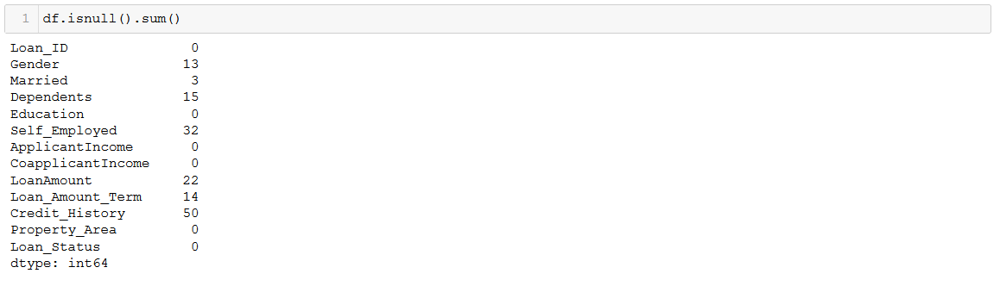 1 df.isnull().sum()
Loan_ID 0
Gender 13
Married 3
Dependents 15
Education 0
Self_Employed 32
ApplicantIncome 0
CoapplicantIncome 0
LoanAmount 22
Loan_Amount_Term 14
Credit_History 50
Property_Area 0
Loan_Status 0
dtype: int64